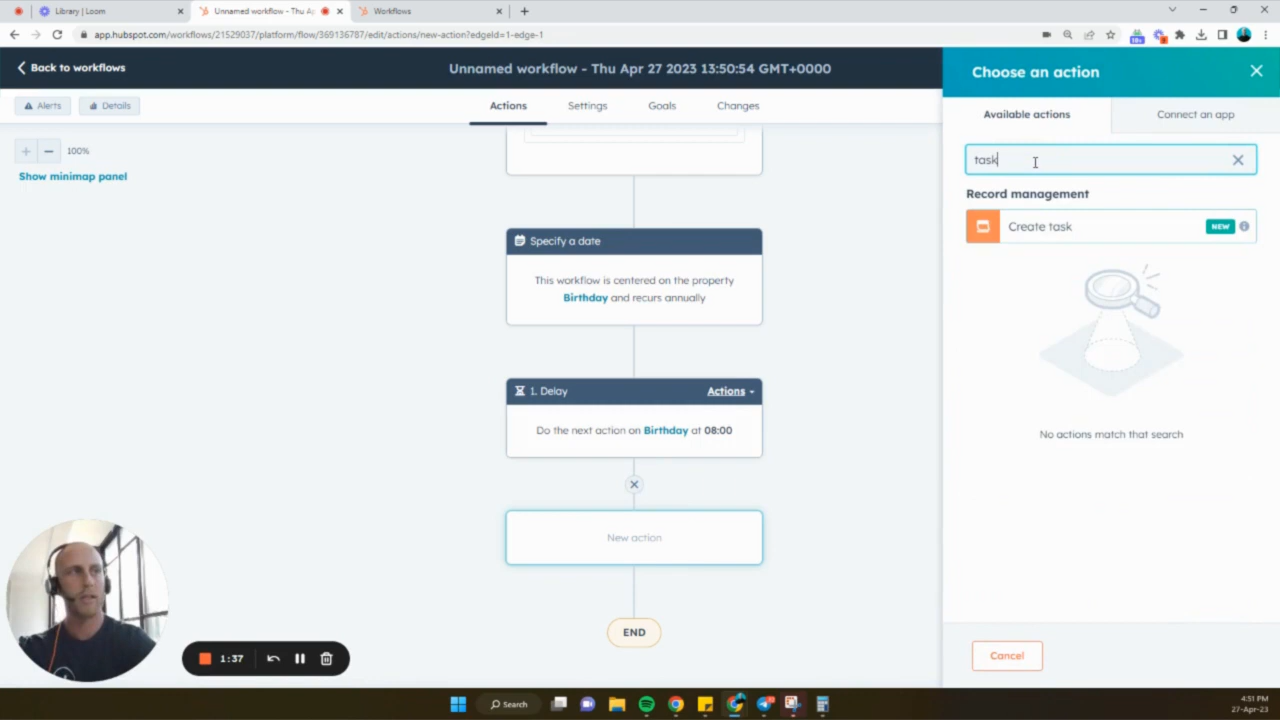 Library | Loom
Unnamed workflow - Thu Ap
Workflows
app.hubspot.com/workflows/21529037/platform/flow/369136787/edit/actions/new-action?edgeId=1-edge-1
Back to workflows
Unnamed workflow - Thu Apr 27 2023 13:50:54 GMT+0000
Choose an action
Alerts
Details
Actions
Settings
Goals
Changes
Available actions
Connect an app
100%
Show minimap panel
task
Record management
Create task
NEW
Specify a date
This workflow is centered on the property
Birthday and recurs annually
1. Delay
Actions
Do the next action on Birthday at 08:00
No actions match that search
New action
END
Cancel
1:37
Search
4:51 PM
27-Apr-23